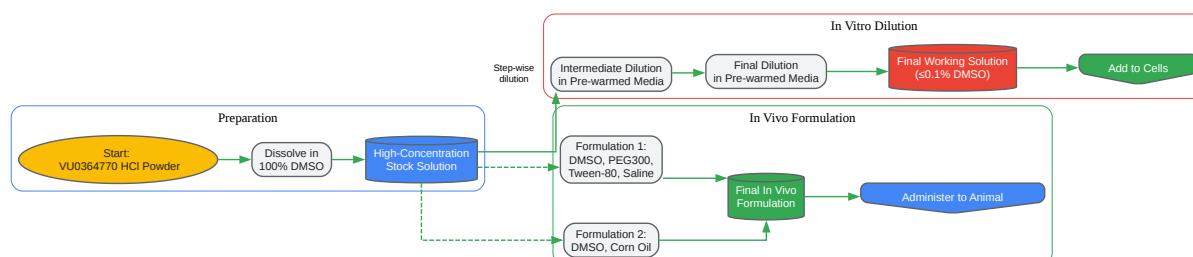 In Vitro Dilution
Step-wise
dilution
Intermediate Dilution
in Pre-warmed Media
Final Dilution
in Pre-warmed Media
Final Working Solution
(≤0.1% DMSO)
Add to Cells
Preparation
Start:
VU0364770 HCl Powder
Dissolve in
100% DMSO
High-Concentration
Stock Solution
In Vivo Formulation
Formulation 1:
DMSO, PEG300,
Tween-80, Saline
Final In Vivo
Formulation
Administer to Animal
Formulation 2:
DMSO, Corn Oil